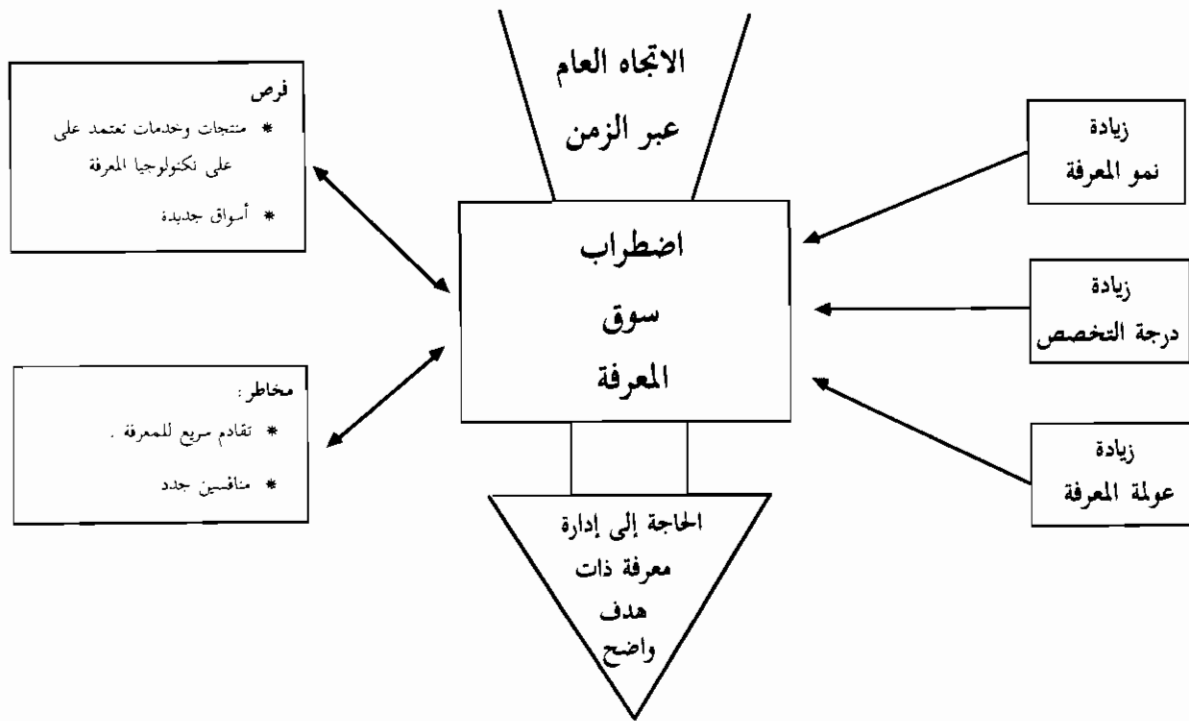 الاتجاه العام
عبر الزمن
زيادة
نمو المعرفة
زيادة
درجة التخصص
زيادة
عولمة المعرفة
اضطراب
سوق
المعرفة
فرص
* منتجات وخدمات تعتمد على
على تكنولوجيا المعرفة
* أسواق جديدة
مخاطر :
* تقادم سريع للمعرفة .
* منافسين جدد
الحاجة إلى إدارة
معرفة ذات
هدف
واضح